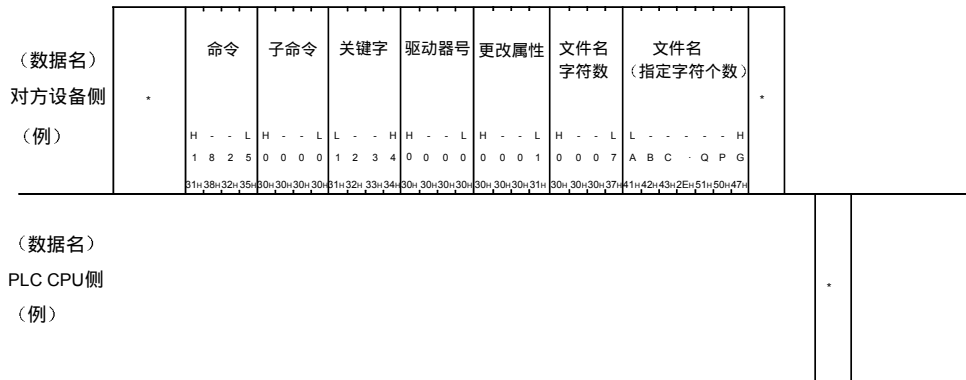 命令 子命令 关键字 驱动器号 更改属性 文件名 文件名
字符数 （指定字符个数）
（数据名）
对方设备侧 * *
（例）
H - - L H - - L L - - H H - - L H - - L H - - L L - - - - - H
1 8 2 5 0 0 0 0 1 2 3 4 0 0 0 0 0 0 0 1 0 0 0 7 A B C · Q P G
31H 38H 32H 35H 30H 30H 30H 30H 31H 32H 33H 34H 30H 30H 30H 30H 30H 30H 30H 31H 30H 30H 30H 37H 41H 42H 43H 2EH 51H 50H 47H
（数据名）
PLC CPU侧 *
（例）